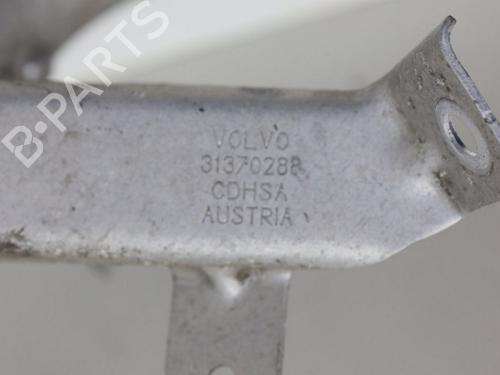 B-PARTS
VOLVO
31370288
CDHSA
AUSTRIA